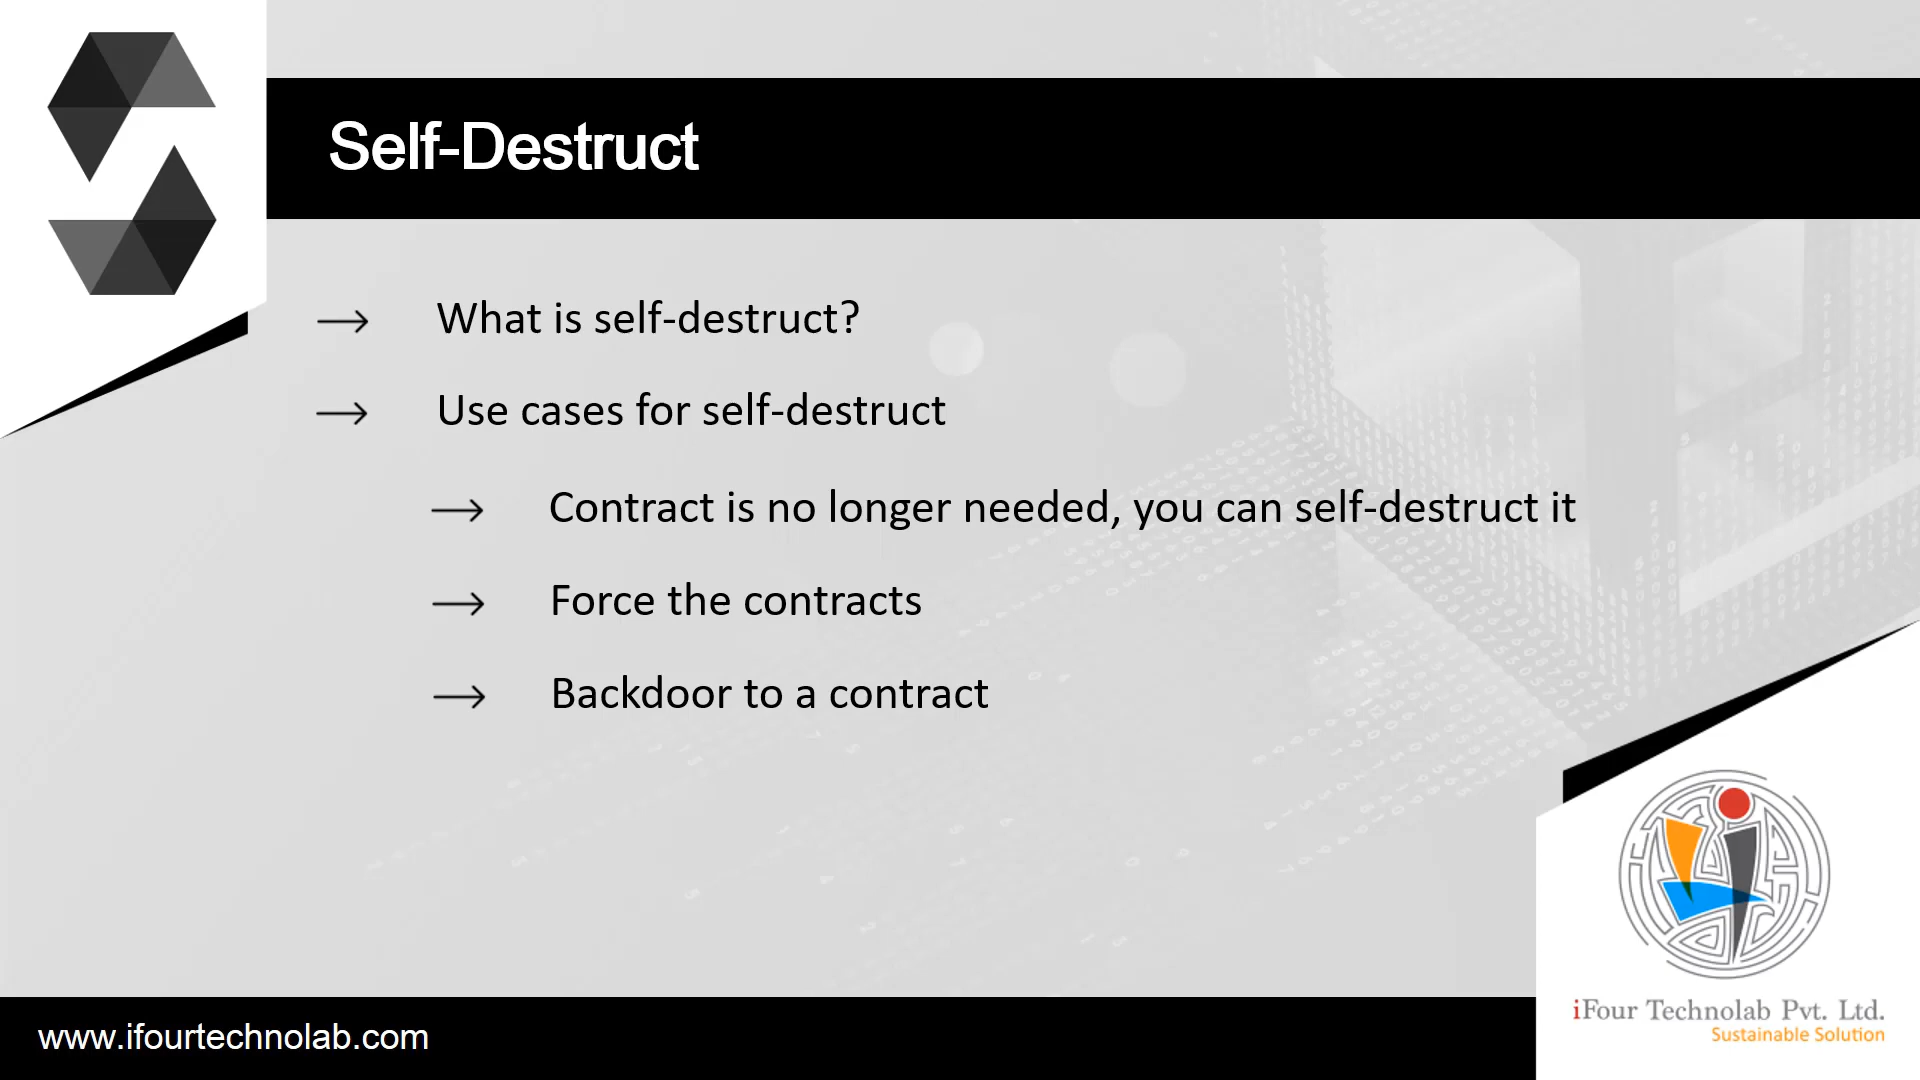 Self-Destruct
What is self-destruct?
Use cases for self-destruct
Contract is no longer needed, you can self-destruct it
Force the contracts
Backdoor to a contract
www.ifourtechnolab.com
iFour Technolab Pvt. Ltd.
Sustainable Solution